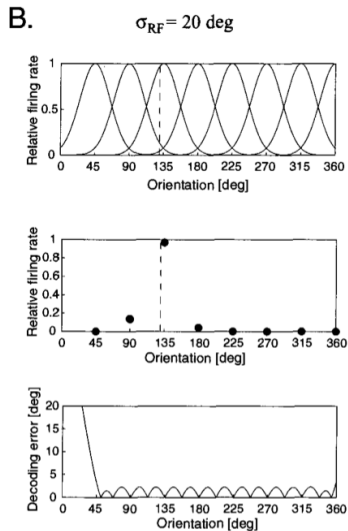 B.
σRF = 20 deg
Relative firing rate
1
0.5
0
0 45 90 135 180 225 270 315 360
Orientation [deg]
Relative firing rate
1
0.8
0.6
0.4
0.2
0
0 45 90 135 180 225 270 315 360
Orientation [deg]
Decoding error [deg]
20
15
10
5
0
0 45 90 135 180 225 270 315 360
Orientation [deg]